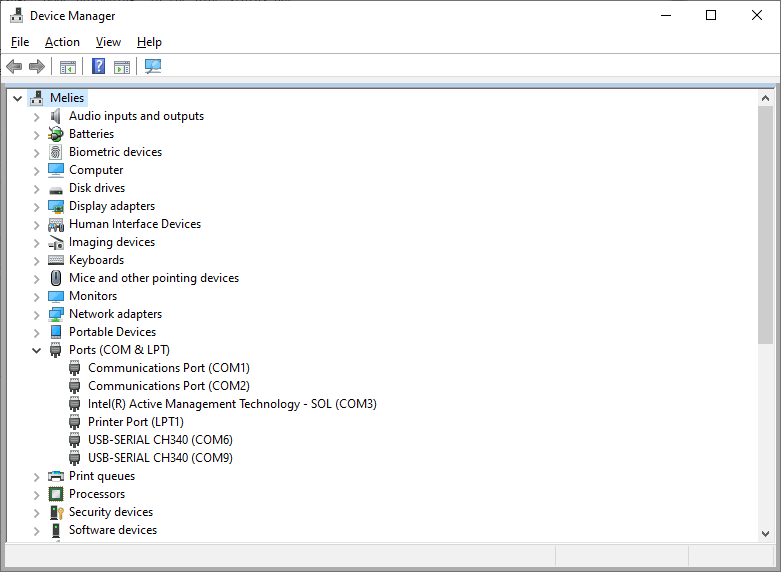 Device Manager
File Action View Help
Melies
Audio inputs and outputs
Batteries
Biometric devices
Computer
Disk drives
Display adapters
Human Interface Devices
Imaging devices
Keyboards
Mice and other pointing devices
Monitors
Network adapters
Portable Devices
Ports (COM & LPT)
Communications Port (COM1)
Communications Port (COM2)
Intel(R) Active Management Technology - SOL (COM3)
Printer Port (LPT1)
USB-SERIAL CH340 (COM6)
USB-SERIAL CH340 (COM9)
Print queues
Processors
Security devices
Software devices